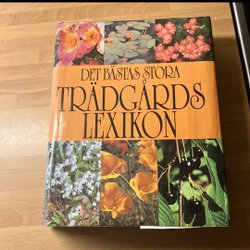 DET BÄSTAS STORA
TRÄDGÅRDS
LEXIKON